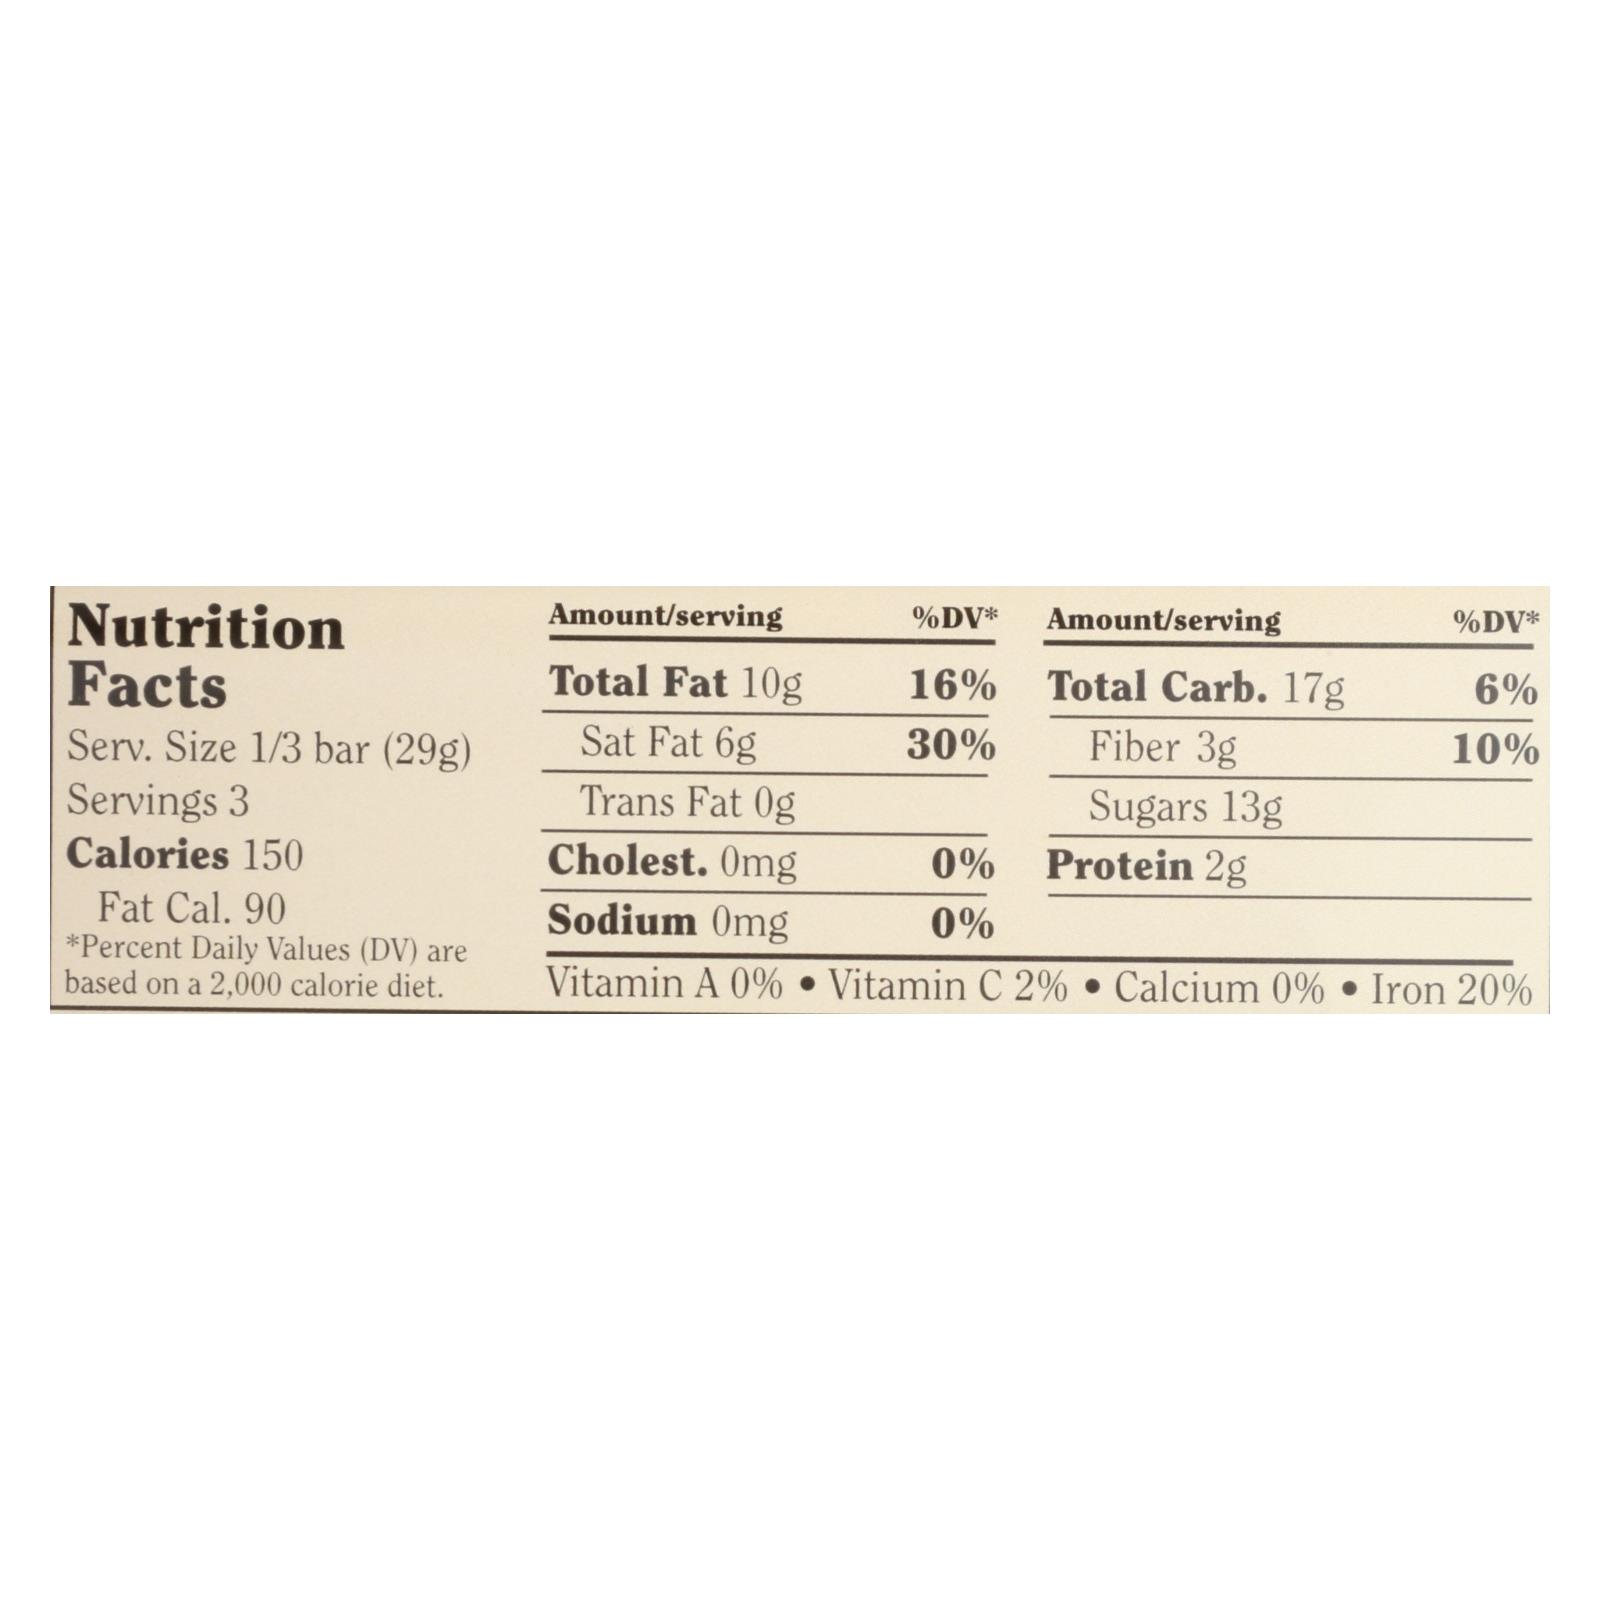 Nutrition
Facts
Serv. Size 1/3 bar (29g)
Servings 3
Calories 150
Fat Cal. 90
*Percent Daily Values (DV) are
based on a 2,000 calorie diet.
Amount/serving %DV*
Total Fat 10g 16%
Sat Fat 6g 30%
Trans Fat 0g
Cholest. 0mg 0%
Sodium 0mg 0%
Amount/serving %DV*
Total Carb. 17g 6%
Fiber 3g 10%
Sugars 13g
Protein 2g
Vitamin A 0% • Vitamin C 2% • Calcium 0% • Iron 20%